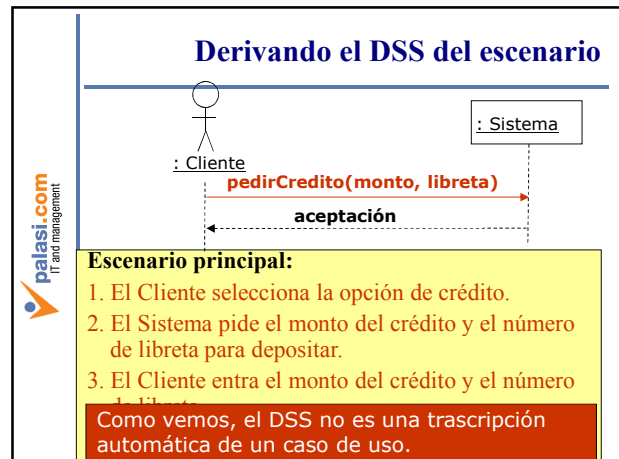 Derivando el DSS del escenario
: Cliente
: Sistema
pedirCredito(monto, libreta)
aceptación
palasi.com
IT and management
Escenario principal:
1. El Cliente selecciona la opción de crédito.
2. El Sistema pide el monto del crédito y el número
de libreta para depositar.
3. El Cliente entra el monto del crédito y el número
de libreta
Como vemos, el DSS no es una trascripción
automática de un caso de uso.